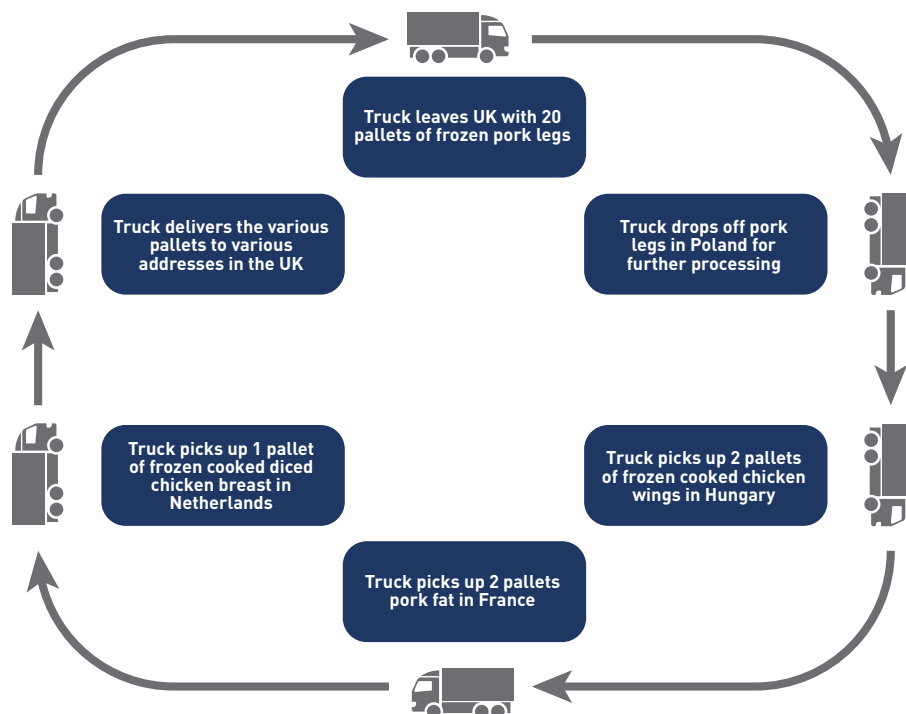 Truck leaves UK with 20
pallets of frozen pork legs
Truck drops off pork
legs in Poland for
further processing
Truck picks up 2 pallets
of frozen cooked chicken
wings in Hungary
Truck picks up 2 pallets
pork fat in France
Truck picks up 1 pallet
of frozen cooked diced
chicken breast in
Netherlands
Truck delivers the various
pallets to various
addresses in the UK